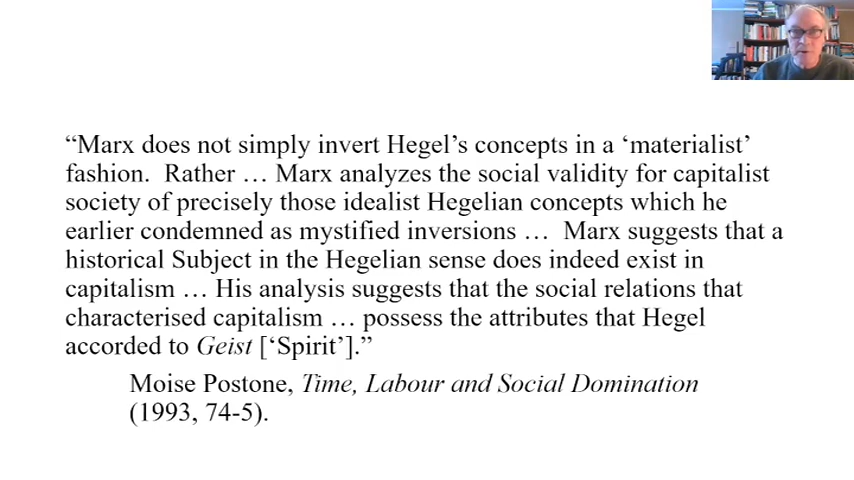 “Marx does not simply invert Hegel’s concepts in a ‘materialist’
fashion.  Rather … Marx analyzes the social validity for capitalist
society of precisely those idealist Hegelian concepts which he
earlier condemned as mystified inversions …  Marx suggests that a
historical Subject in the Hegelian sense does indeed exist in
capitalism … His analysis suggests that the social relations that
characterised capitalism … possess the attributes that Hegel
accorded to Geist [‘Spirit’].”
Moise Postone, Time, Labour and Social Domination
(1993, 74-5).